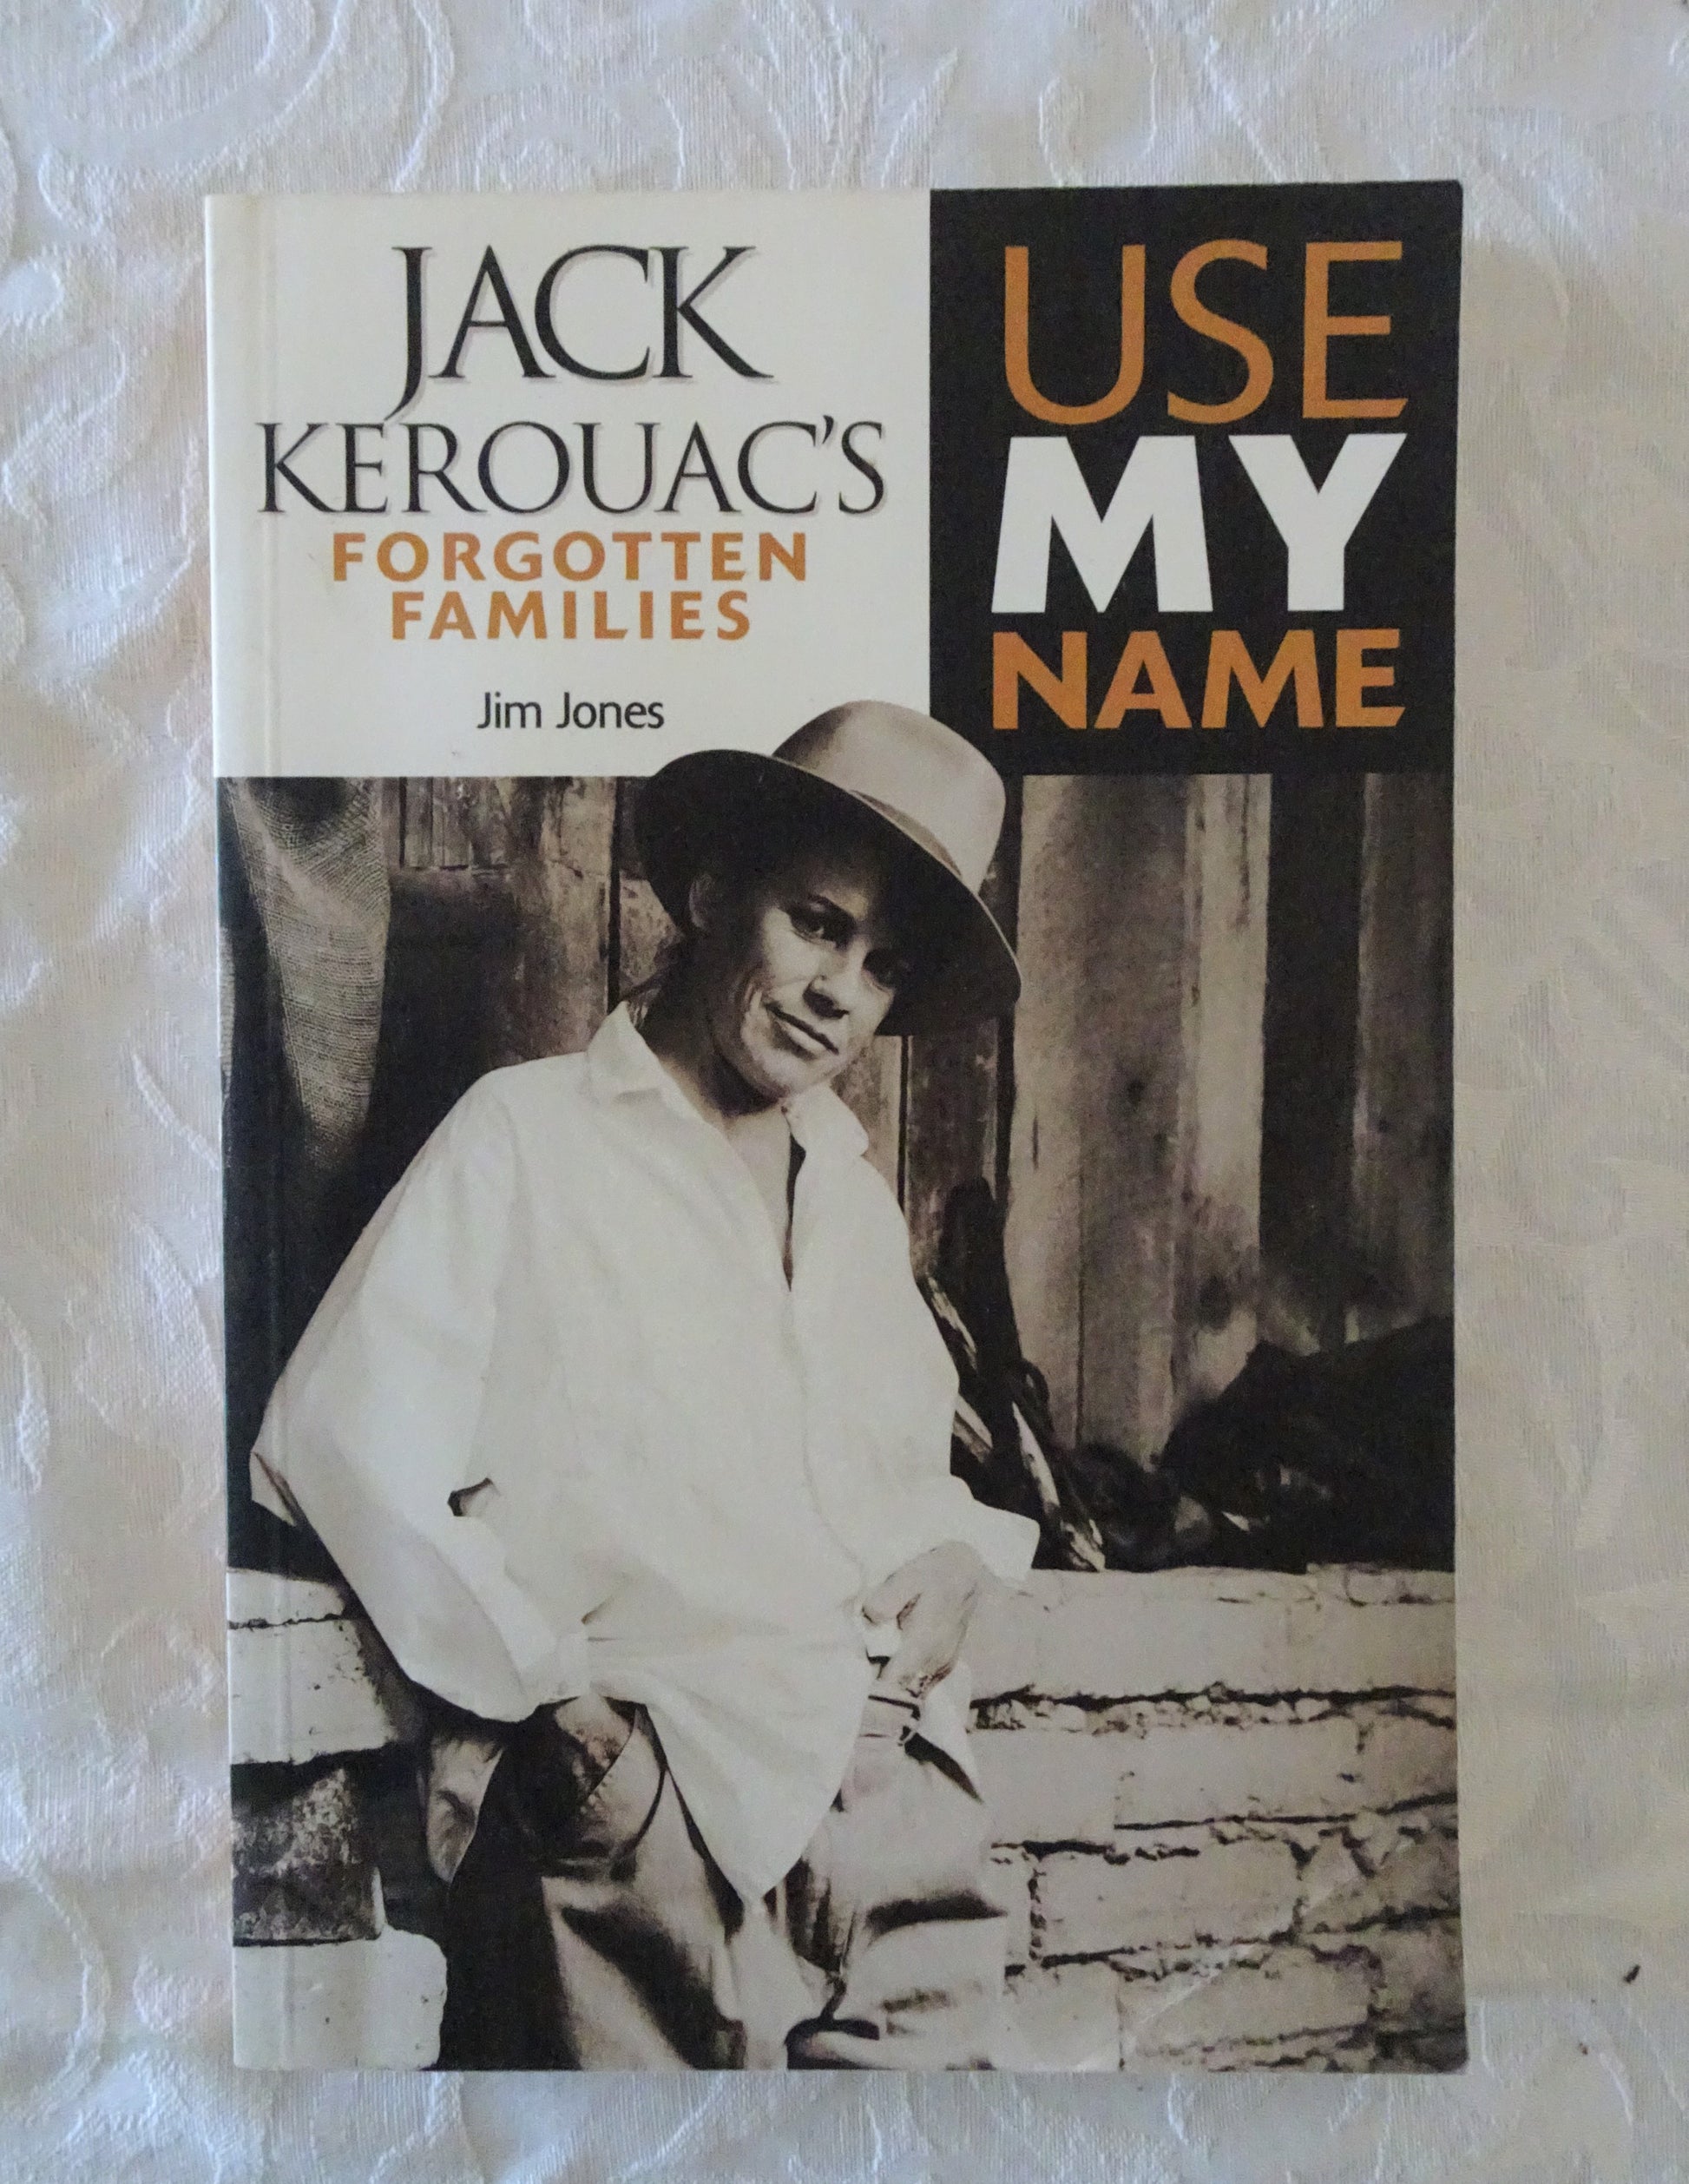 JACK
KEROUAC'S
FORGOTTEN
FAMILIES
Jim Jones
USE
MY
NAME